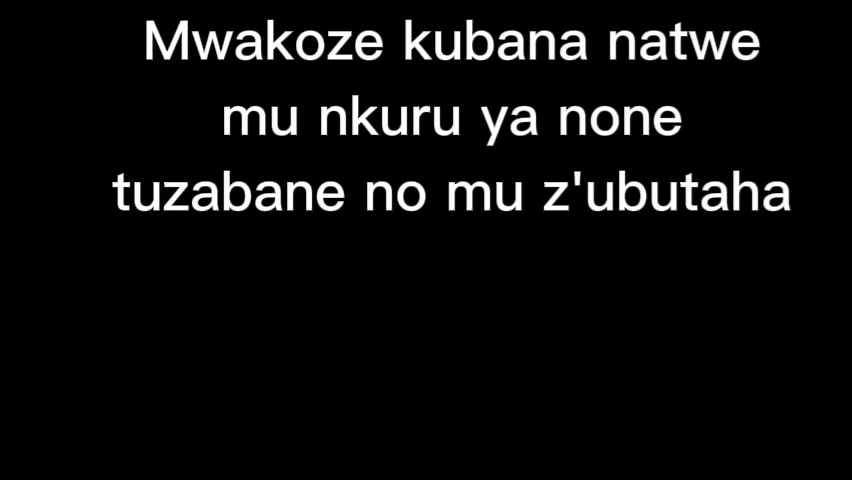 Mwakoze kubana natwe
mu nkuru ya none
tuzabane no mu z'ubutaha